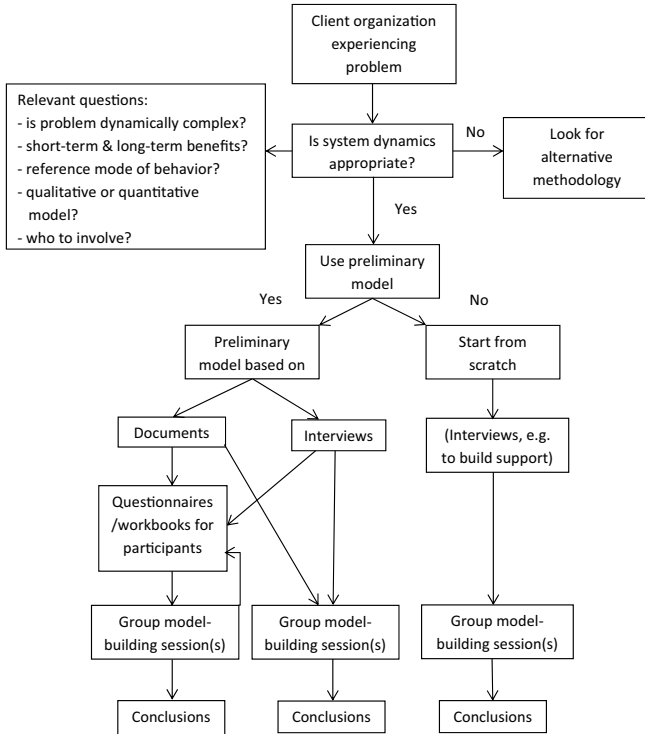 Client organization
experiencing
problem
Relevant questions:
- is problem dynamically complex?
- short-term & long-term benefits?
- reference mode of behavior?
- qualitative or quantitative
model?
- who to involve?
Is system dynamics
appropriate?
No
Look for
alternative
methodology
Yes
Use preliminary
model
Yes
No
Preliminary
model based on
Start from
scratch
Documents
Interviews
(Interviews, e.g.
to build support)
Questionnaires
/workbooks for
participants
Group model-
building session(s)
Group model-
building session(s)
Group model-
building session(s)
Conclusions
Conclusions
Conclusions